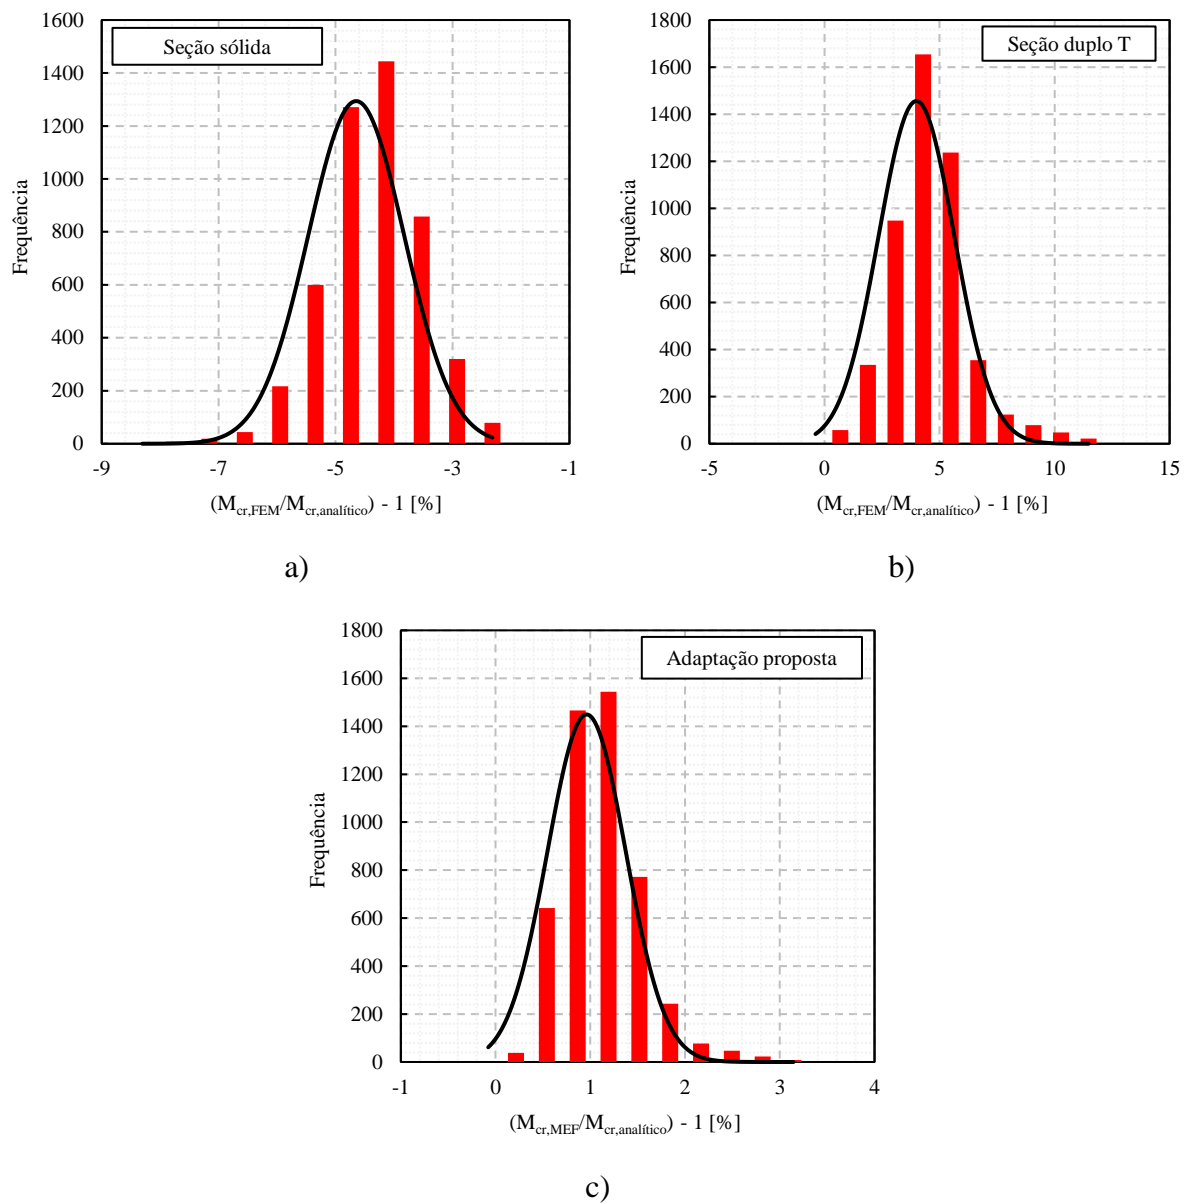 Seção sólida
1600
1400
1200
1000
800
600
400
200
0
-9 -7 -5 -3 -1
Frequência
(Mcr,FEM/Mcr,analítico) - 1 [%]
a)
Seção duplo T
1800
1600
1400
1200
1000
800
600
400
200
0
-5 0 5 10 15
Frequência
(Mcr,FEM/Mcr,analítico) - 1 [%]
b)
Adaptação proposta
1800
1600
1400
1200
1000
800
600
400
200
0
-1 0 1 2 3 4
Frequência
(Mcr,MEF/Mcr,analítico) - 1 [%]
c)